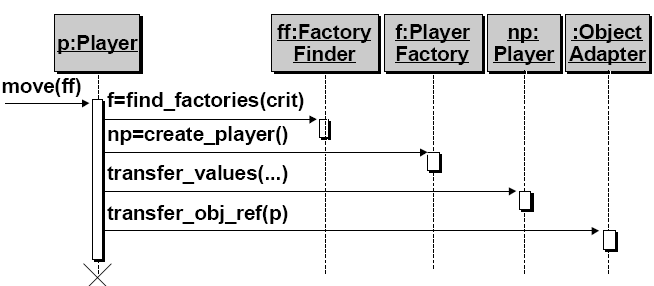 p:Player
ff:Factory
Finder
f:Player
Factory
np:
Player
:Object
Adapter
move(ff)
f=find_factories(crit)
np=create_player()
transfer_values(...)
transfer_obj_ref(p)